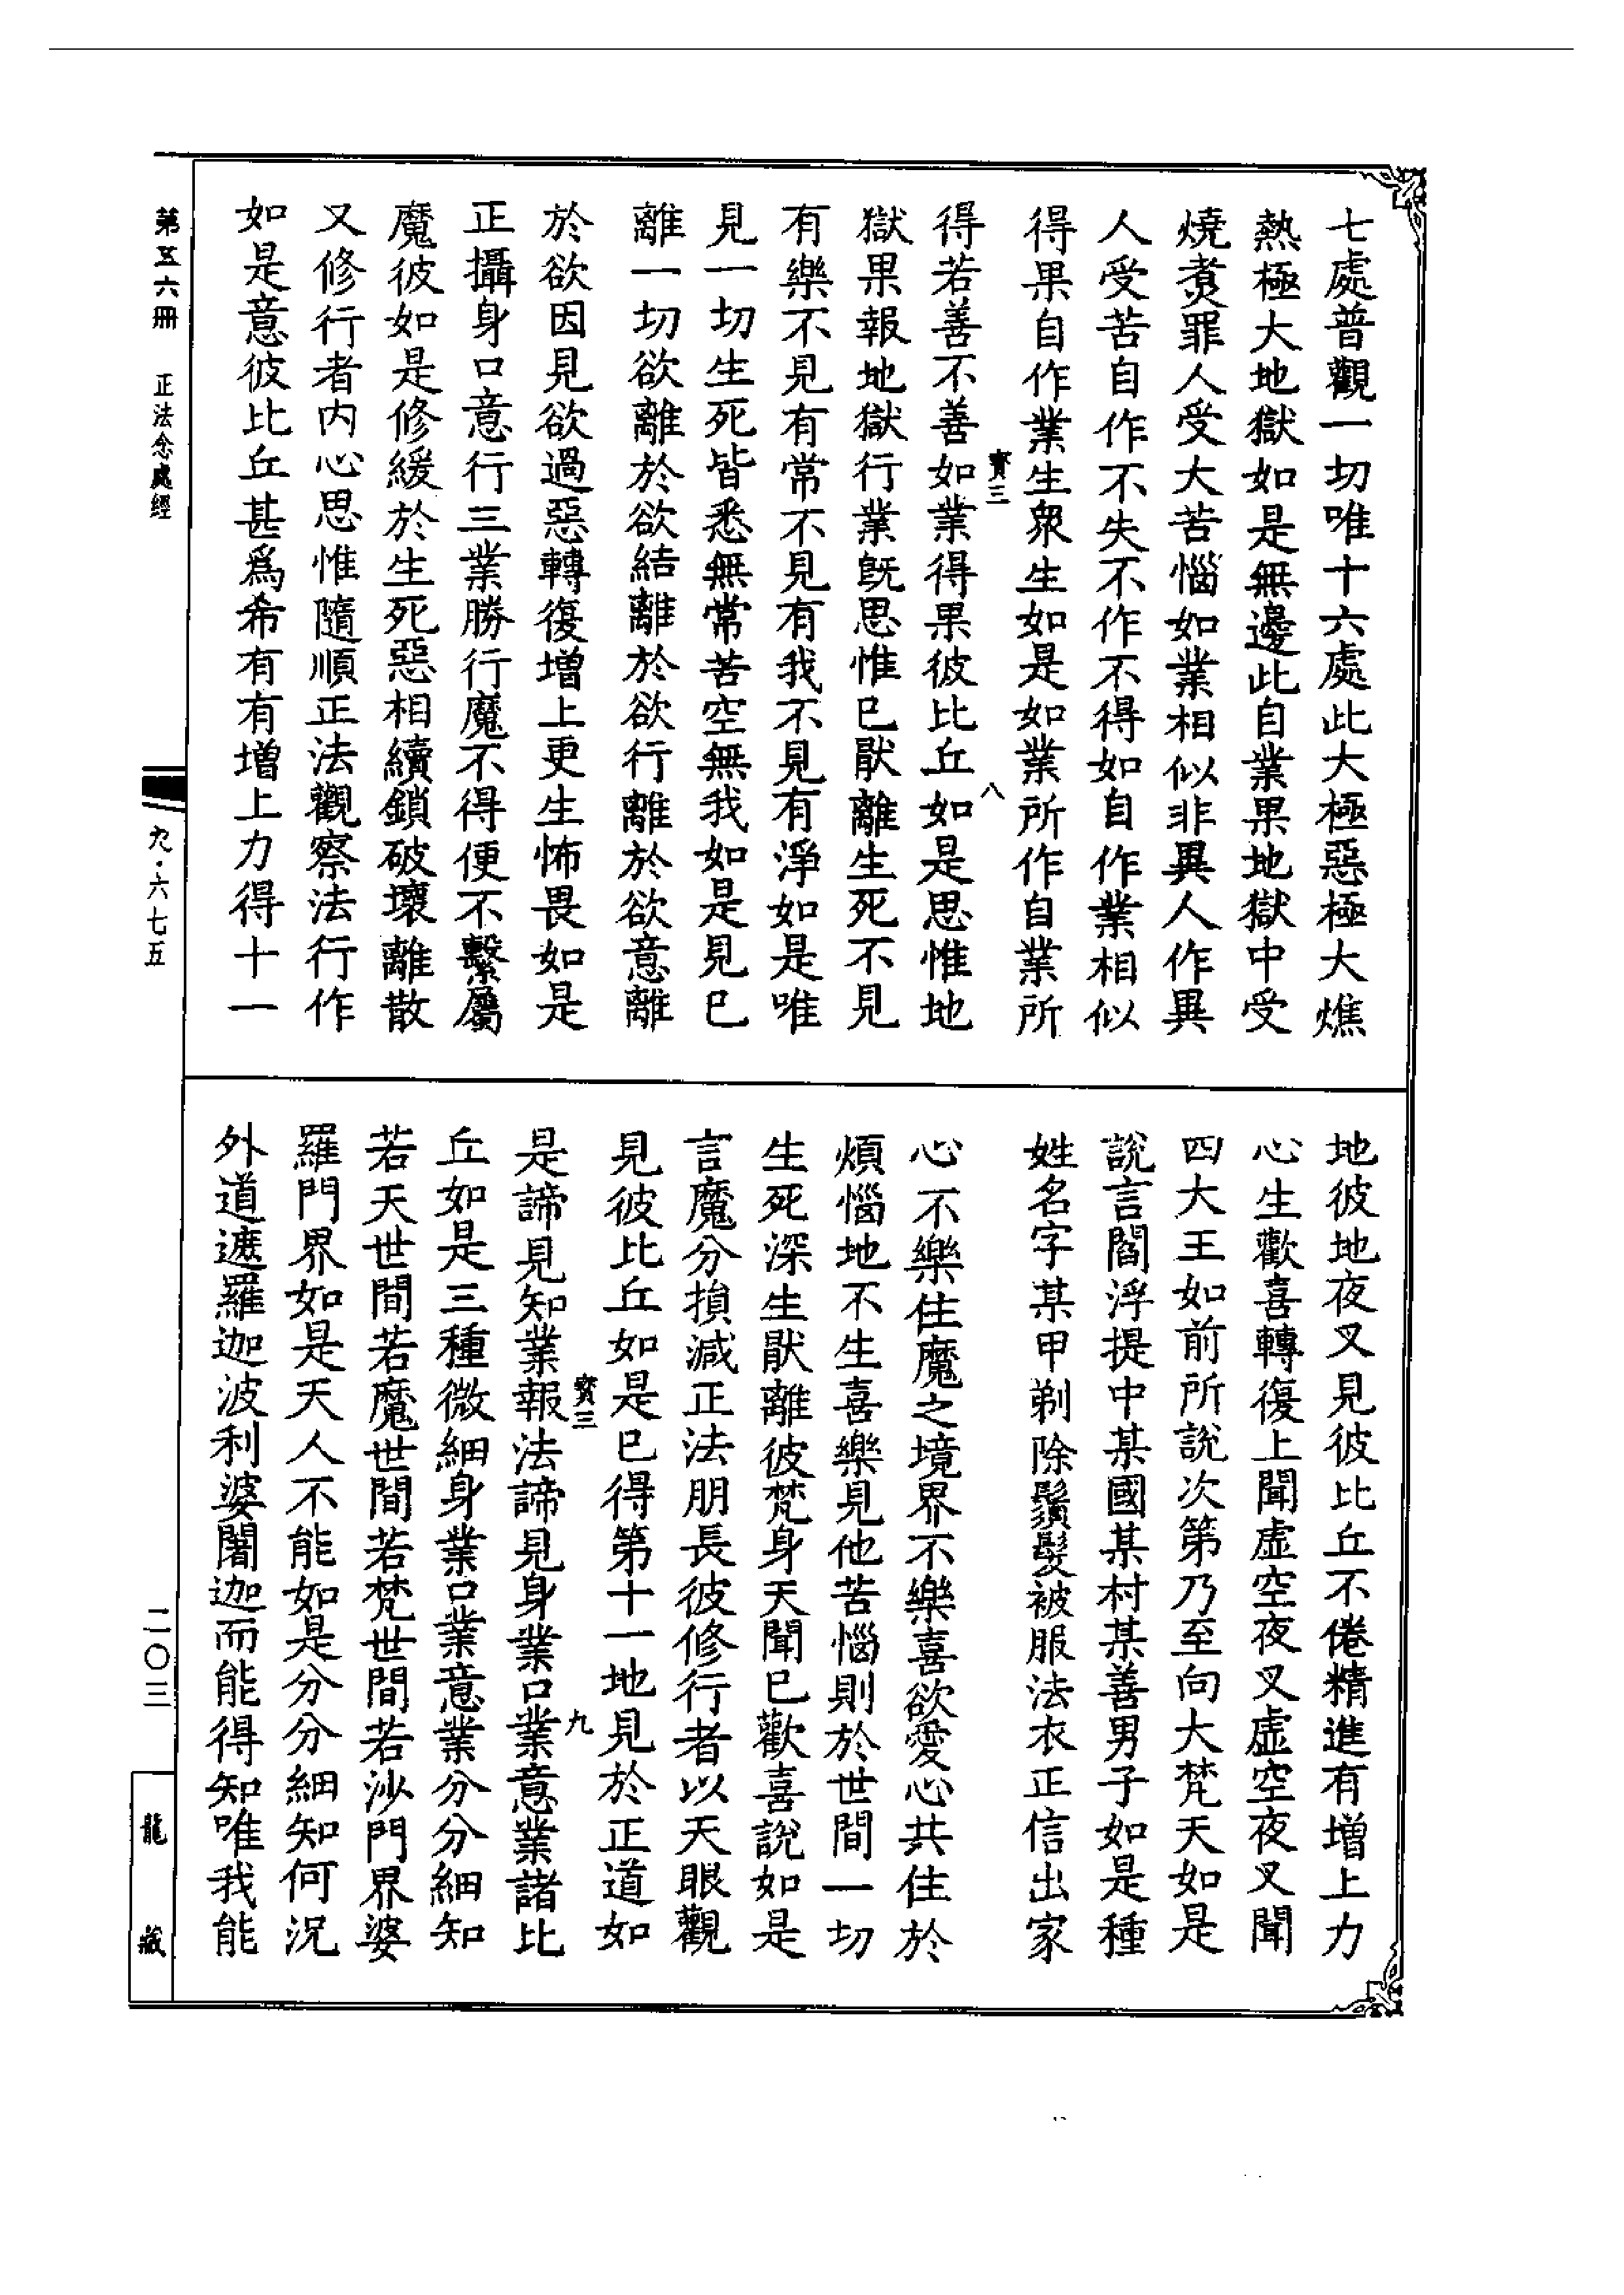 七處普觀一切唯十六處此大極惡極大燋
熱極大地獄如是無邊此自業果地獄中受
燒煑罪人受大苦惱如業相似非異人作異
人受苦自作不失不作不得如自作業相似
得果自作業生衆生如是如業所作自業所
寶三
八
得若善不善如業得果彼比丘如是思惟地
獄果報地獄行業旣思惟已猒離生死不見
有樂不見有常不見有我不見有淨如是唯
見一切生死皆悉無常苦空無我如是見已
離一切欲離於欲結離於欲行離於欲意離
於欲因見欲過惡轉復增上更生怖畏如是
正攝身口意行三業勝行魔不得便不繫屬
魔彼如是修緩於生死惡相續鎖破壞離散
又修行者内心思惟隨順正法觀察法行作
如是意彼比丘甚爲希有有增上力得十一
地彼地夜叉見彼比丘不倦精進有增上力
心生歡喜轉復上聞虛空夜叉虛空夜叉聞
四大王如前所說次第乃至向大梵天如是
說言閻浮提中某國某村某善男子如是種
姓名字某甲剃除鬚髮被服法衣正信出家
心不樂住魔之境界不樂喜欲愛心共住於
煩惱地不生喜樂見他苦惱則於世間一切
生死深生猒離彼梵身天聞已歡喜說如是
言魔分損減正法朋長彼修行者以天眼觀
見彼比丘如是已得第十一地見於正道如
寶三
九
是諦見知業報法諦見身業口業意業諸比
丘如是三種微細身業口業意業分分細知
若天世間若魔世間若梵世間若沙門界婆
羅門界如是天人不能如是分分細知何況
外道遮羅迦波利婆闍迦而能得知唯我能
第五六冊　正法念處經
九·六七五
二〇三
龍藏